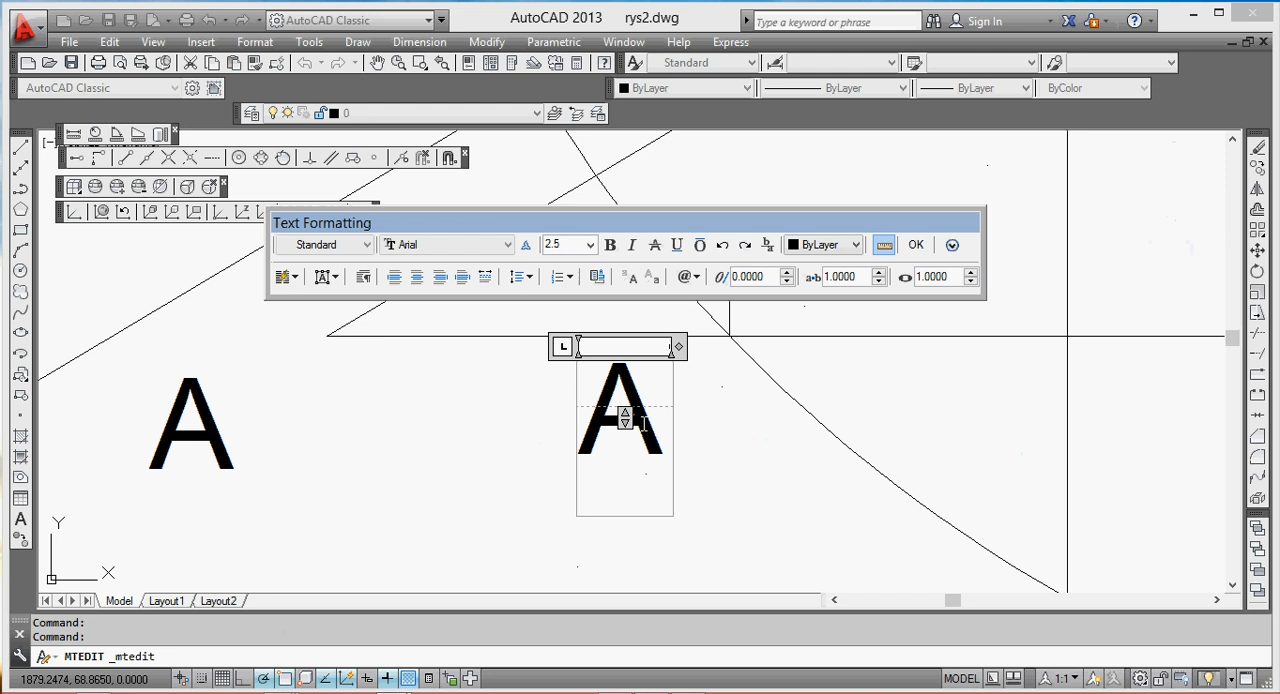 AutoCAD Classic AutoCAD 2013 rys2.dwg Type a keyword or phrase Sign In
File Edit View Insert Format Tools Draw Dimension Modify Parametric Window Help Express
Standard
AutoCAD Classic ByLayer ByLayer ByLayer ByColor
0
[−]
Text Formatting
Standard Arial 2.5 B I A U O ByLayer OK
0.0000 a•b 1.0000 1.0000
L
A A
Y
X
Model Layout1 Layout2
Command:
Command:
MTEDIT _mtedit
1879.2474, 68.8650, 0.0000 MODEL 1:1